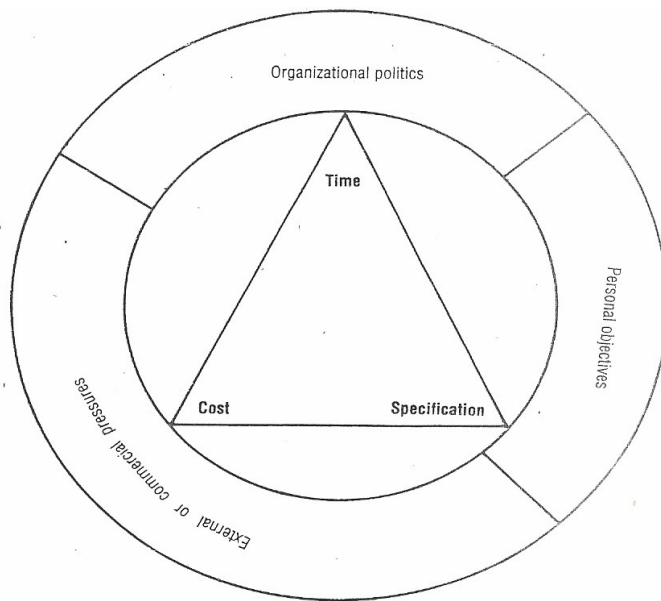 Organizational politics
Time
Personal objectives
Cost
Specification
External or commercial pressures